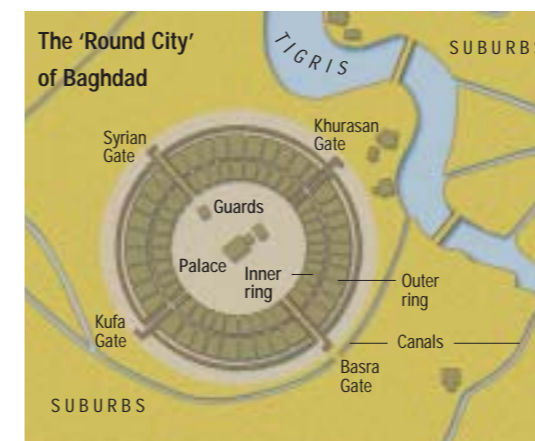 The ‘Round City’
of Baghdad
TIGRIS
SUBURBS
Syrian
Gate
Khurasan
Gate
Guards
Palace
Inner
ring
Outer
ring
Kufa
Gate
Canals
Basra
Gate
SUBURBS